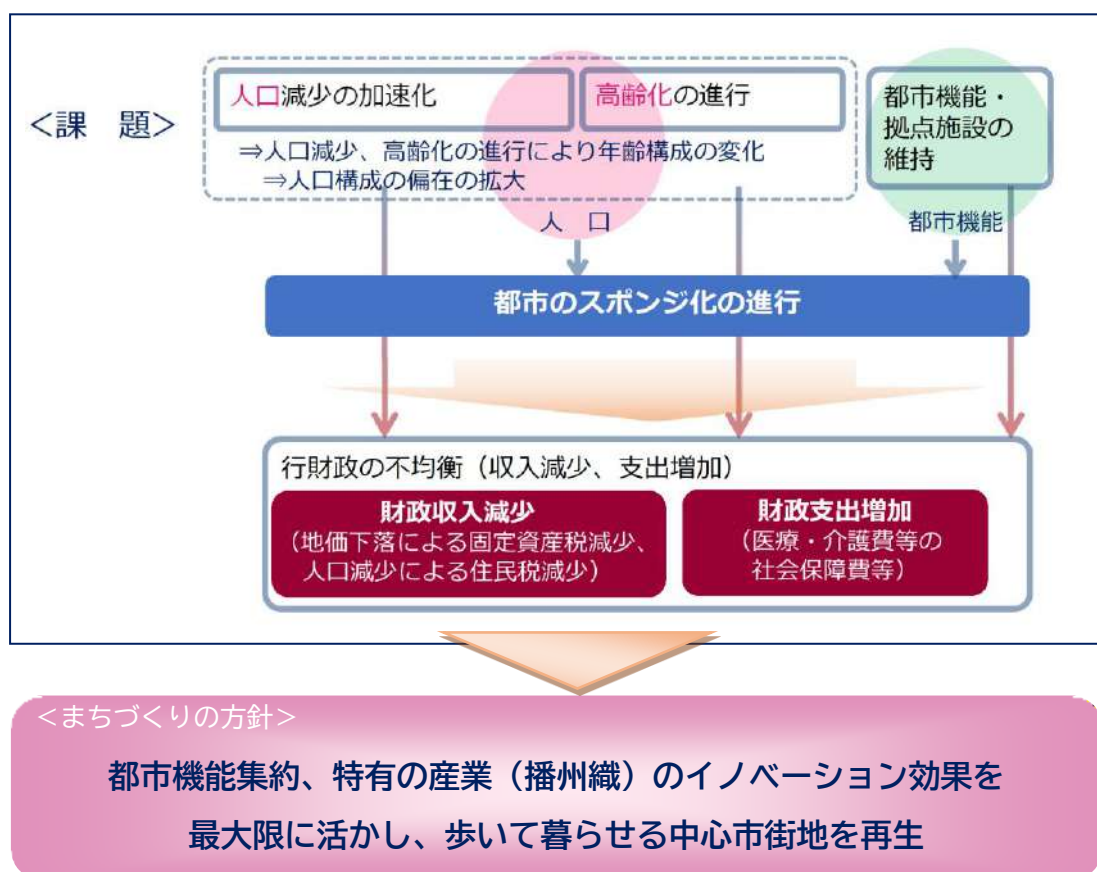 <課　題>
人口減少の加速化
高齢化の進行
⇒人口減少、高齢化の進行により年齢構成の変化
⇒人口構成の偏在の拡大
都市機能・
拠点施設の
維持
人　口
都市機能
都市のスポンジ化の進行
行財政の不均衡（収入減少、支出増加）
財政収入減少
（地価下落による固定資産税減少、
人口減少による住民税減少）
財政支出増加
（医療・介護費等の
社会保障費等）
<まちづくりの方針>
都市機能集約、特有の産業（播州織）のイノベーション効果を
最大限に活かし、歩いて暮らせる中心市街地を再生